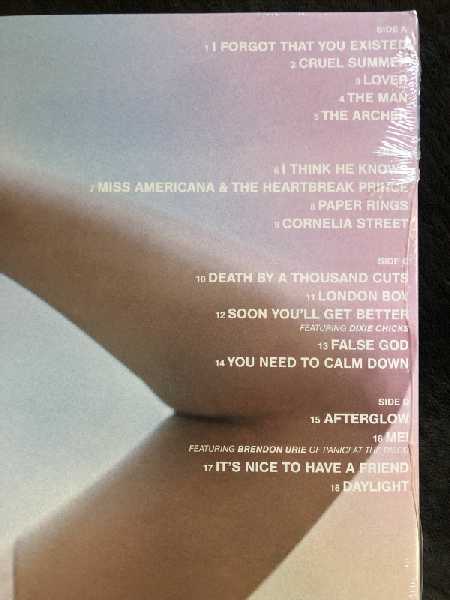 SIDE A
1 I FORGOT THAT YOU EXISTED
2 CRUEL SUMMER
3 LOVER
4 THE MAN
5 THE ARCHER
6 I THINK HE KNOWS
7 MISS AMERICANA & THE HEARTBREAK PRINCE
8 PAPER RINGS
9 CORNELIA STREET
SIDE C
10 DEATH BY A THOUSAND CUTS
11 LONDON BOY
12 SOON YOU'LL GET BETTER
FEATURING DIXIE CHICKS
13 FALSE GOD
14 YOU NEED TO CALM DOWN
SIDE D
15 AFTERGLOW
16 ME!
FEATURING BRENDON URIE OF PANIC! AT THE DISCO
17 IT'S NICE TO HAVE A FRIEND
18 DAYLIGHT